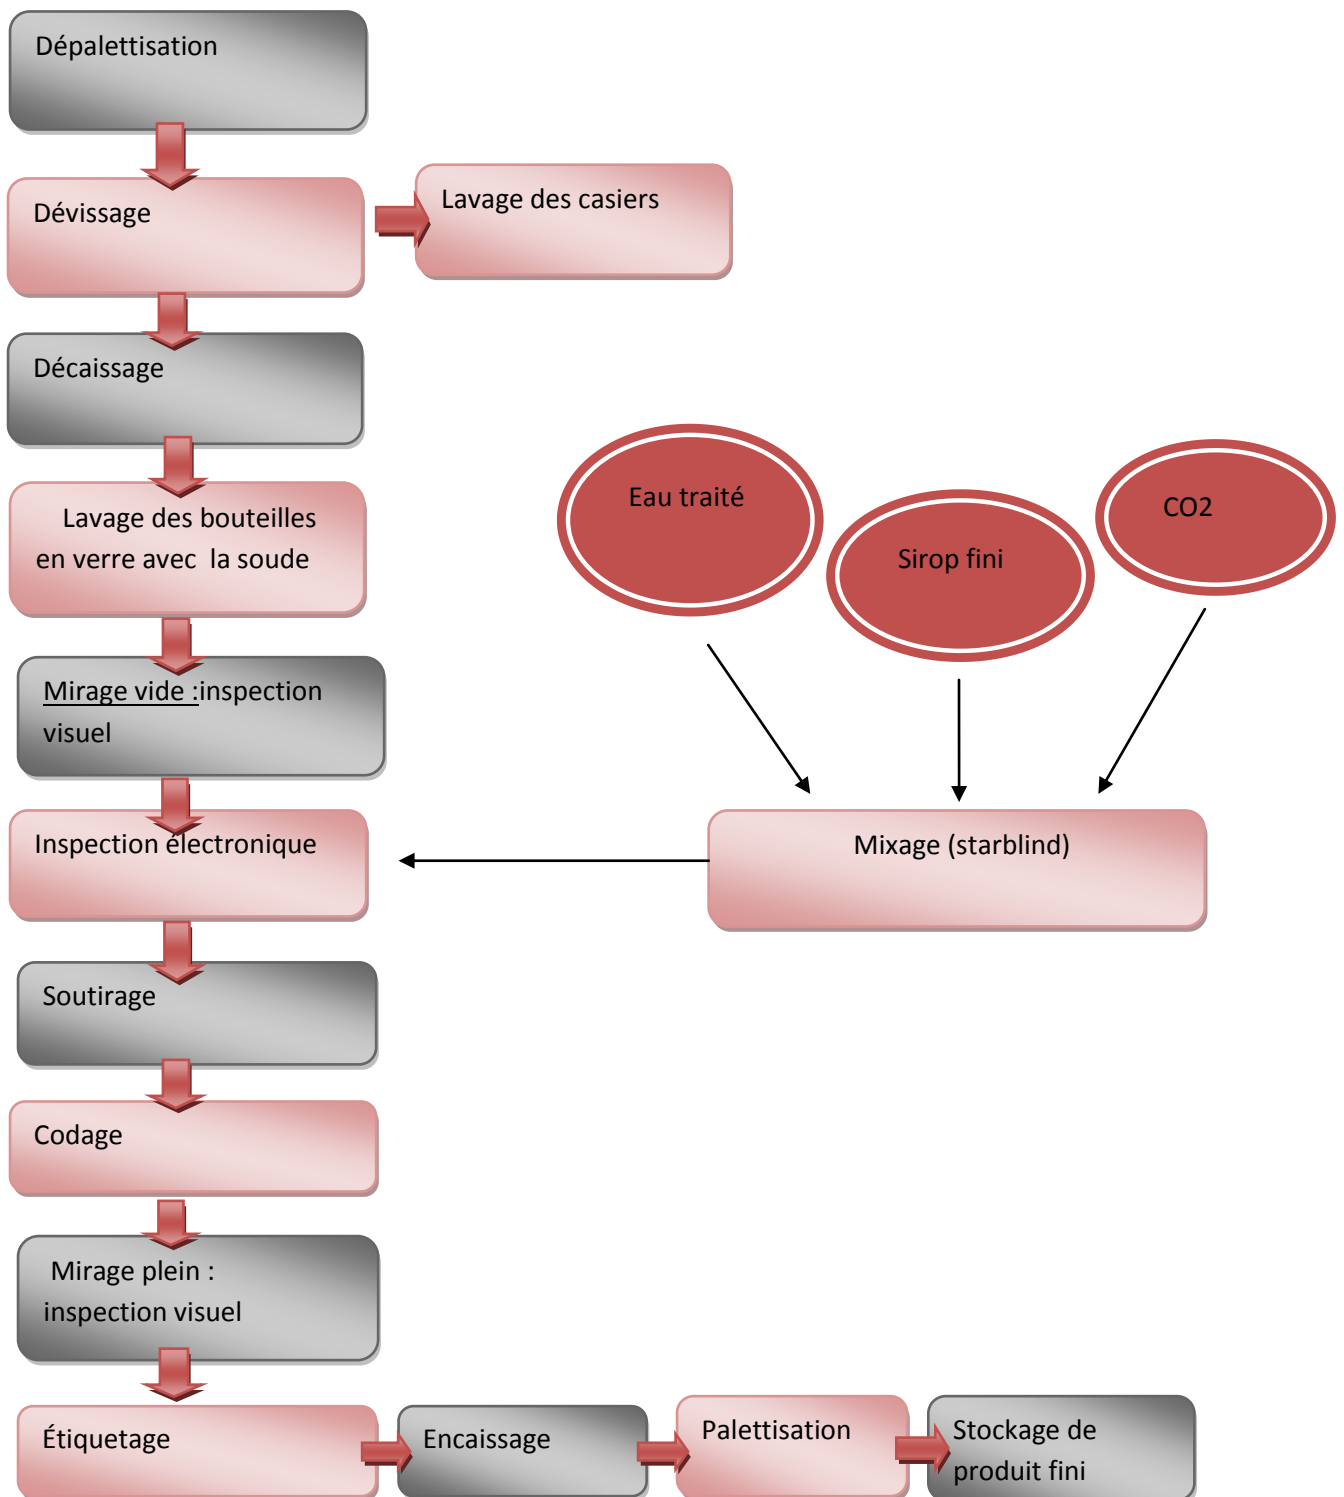 Dépalettisation
Dévissage
Lavage des casiers
Décaissage
Lavage des bouteilles
en verre avec la soude
Eau traité
Sirop fini
CO2
Mirage vide :inspection
visuel
Inspection électronique
Mixage (starblind)
Soutirage
Codage
Mirage plein :
inspection visuel
Étiquetage
Encaissage
Palettisation
Stockage de
produit fini